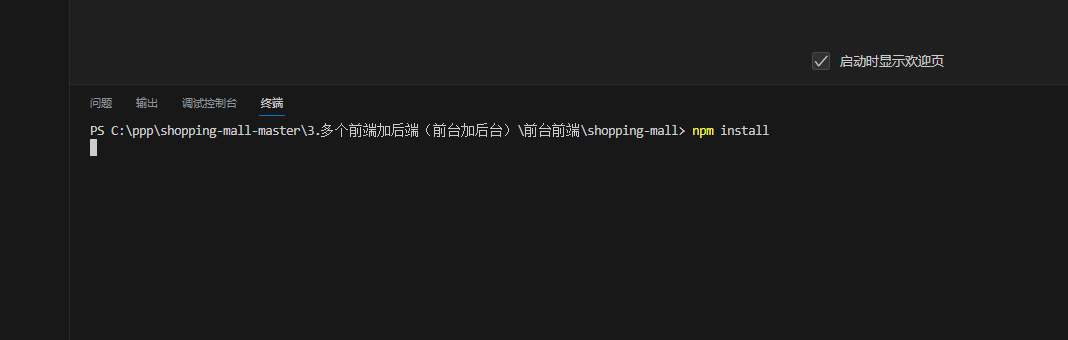 启动时显示欢迎页
问题 输出 调试控制台 终端
PS C:\ppp\shopping-mall-master\3.多个前端加后端（前台加后台）\前台前端\shopping-mall> npm install